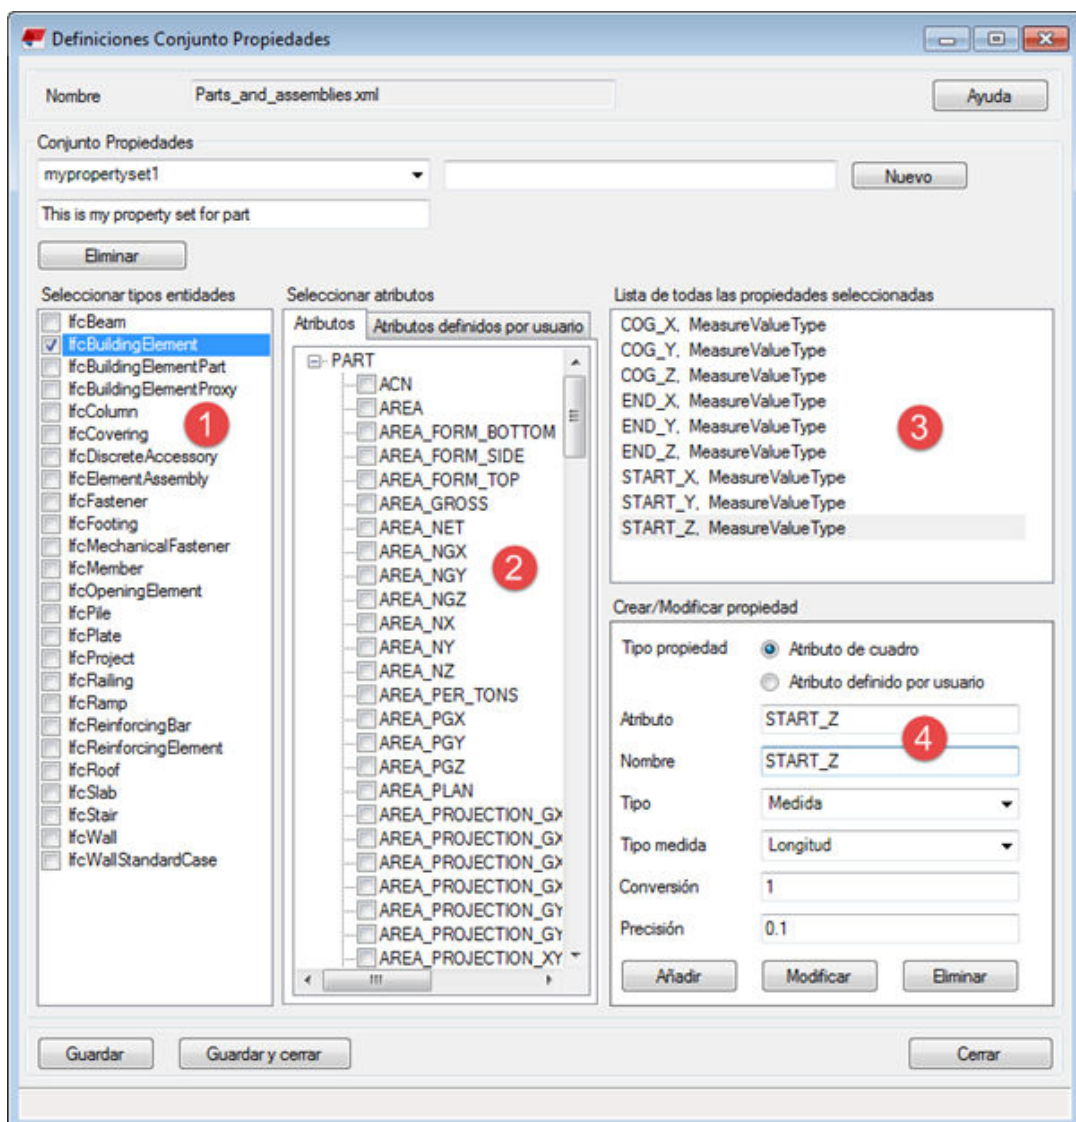 Definiciones Conjunto Propiedades
Nombre
Parts_and_assemblies.xml
Ayuda
Conjunto Propiedades
mypropertyset1
Nuevo
This is my property set for part
Eliminar
Seleccionar tipos entidades
IfcBeam
IfcBuildingElement
IfcBuildingElementPart
IfcBuildingElementProxy
IfcColumn
IfcCovering
IfcDiscreteAccessory
IfcElementAssembly
IfcFastener
IfcFooting
IfcMechanicalFastener
IfcMember
IfcOpeningElement
IfcPile
IfcPlate
IfcProject
IfcRailing
IfcRamp
IfcReinforcingBar
IfcReinforcingElement
IfcRoof
IfcSlab
IfcStair
IfcWall
IfcWallStandardCase
1
Seleccionar atributos
Atributos
Atributos definidos por usuario
PART
ACN
AREA
AREA_FORM_BOTTOM
AREA_FORM_SIDE
AREA_FORM_TOP
AREA_GROSS
AREA_NET
AREA_NGX
AREA_NGY
AREA_NGZ
AREA_NX
AREA_NY
AREA_NZ
AREA_PER_TONS
AREA_PGX
AREA_PGY
AREA_PGZ
AREA_PLAN
AREA_PROJECTION_GX
AREA_PROJECTION_GX
AREA_PROJECTION_GX
AREA_PROJECTION_GX
AREA_PROJECTION_GY
AREA_PROJECTION_GY
AREA_PROJECTION_XY
2
Lista de todas las propiedades seleccionadas
COG_X, MeasureValueType
COG_Y, MeasureValueType
COG_Z, MeasureValueType
END_X, MeasureValueType
END_Y, MeasureValueType
END_Z, MeasureValueType
START_X, MeasureValueType
START_Y, MeasureValueType
START_Z, MeasureValueType
3
Crear/Modificar propiedad
Tipo propiedad
Atributo de cuadro
Atributo definido por usuario
Atributo
START_Z
4
Nombre
START_Z
Tipo
Medida
Tipo medida
Longitud
Conversión
1
Precisión
0.1
Añadir
Modificar
Eliminar
Guardar
Guardar y cerrar
Cerrar